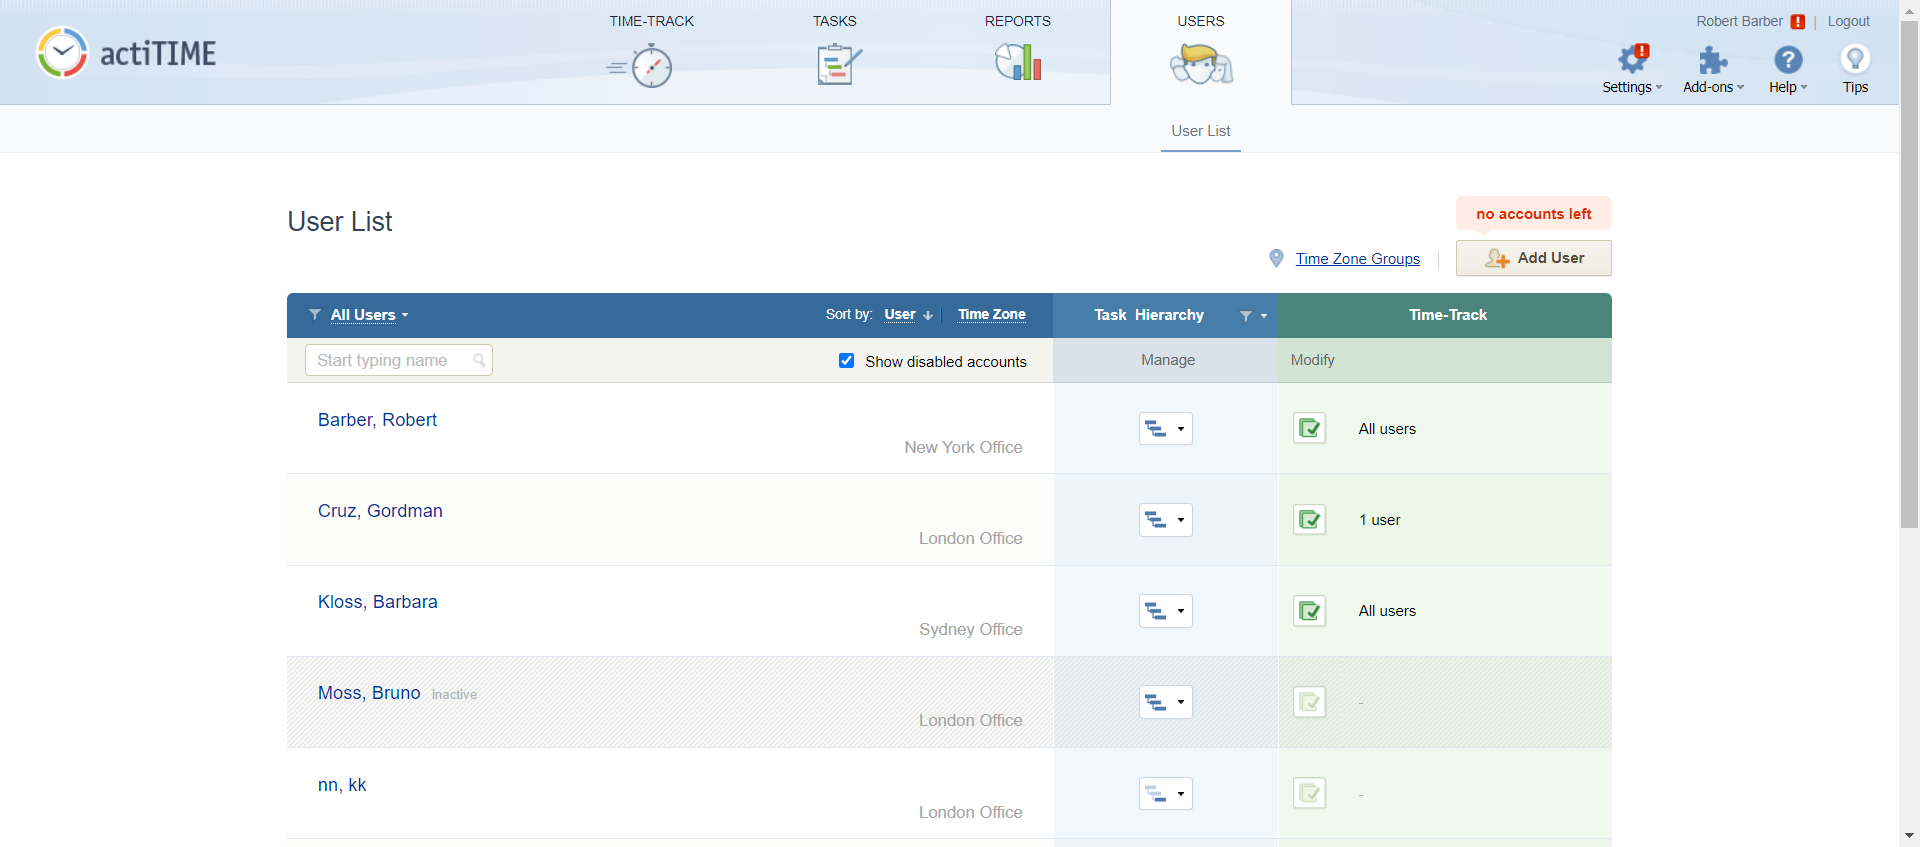 actiTIME
TIME-TRACK
TASKS
REPORTS
USERS
Robert Barber ! | Logout
Settings
Add-ons
Help
Tips
User List
User List
no accounts left
Time Zone Groups
Add User
All Users
Sort by: User Time Zone
Task Hierarchy
Time-Track
Start typing name
Show disabled accounts
Manage
Modify
Barber, Robert
New York Office
All users
Cruz, Gordman
London Office
1 user
Kloss, Barbara
Sydney Office
All users
Moss, Bruno inactive
London Office
-
nn, kk
London Office
-